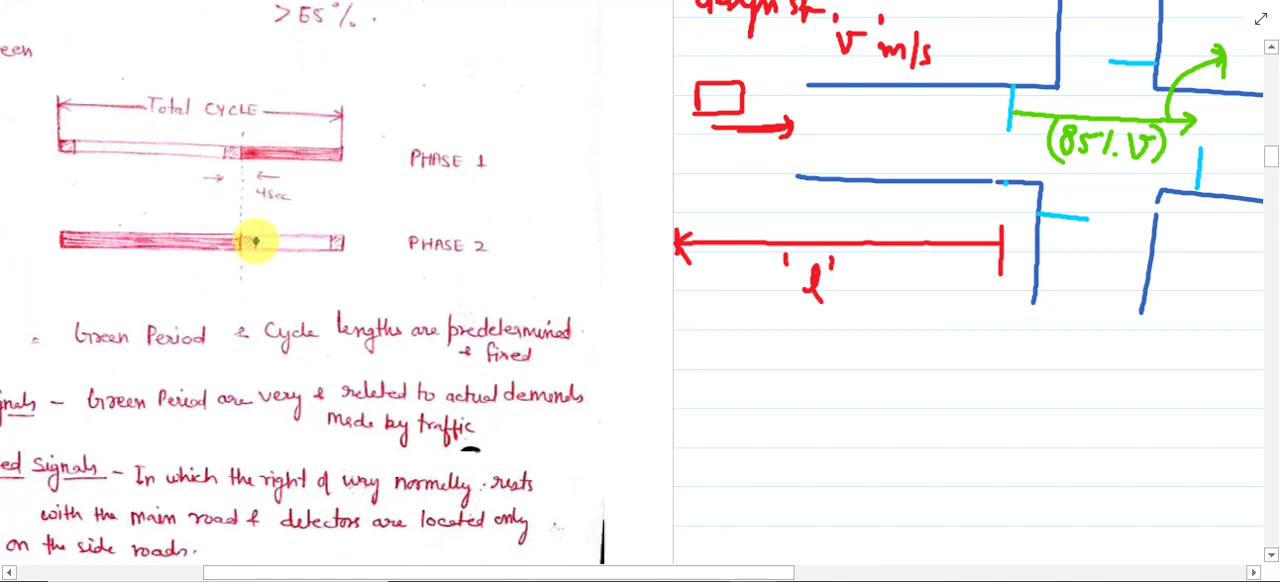 >65%.
een
Total CYCLE
PHASE 1
4sec
PHASE 2
= Green Period & Cycle lengths are predetermined
& fixed
gnals - Green Period are very & related to actual demands
made by traffic
ed Signals - In which the right of way normally rests
with the main road & detectors are located only
on the side roads.
'v' m/s
(85%.V)
'l'